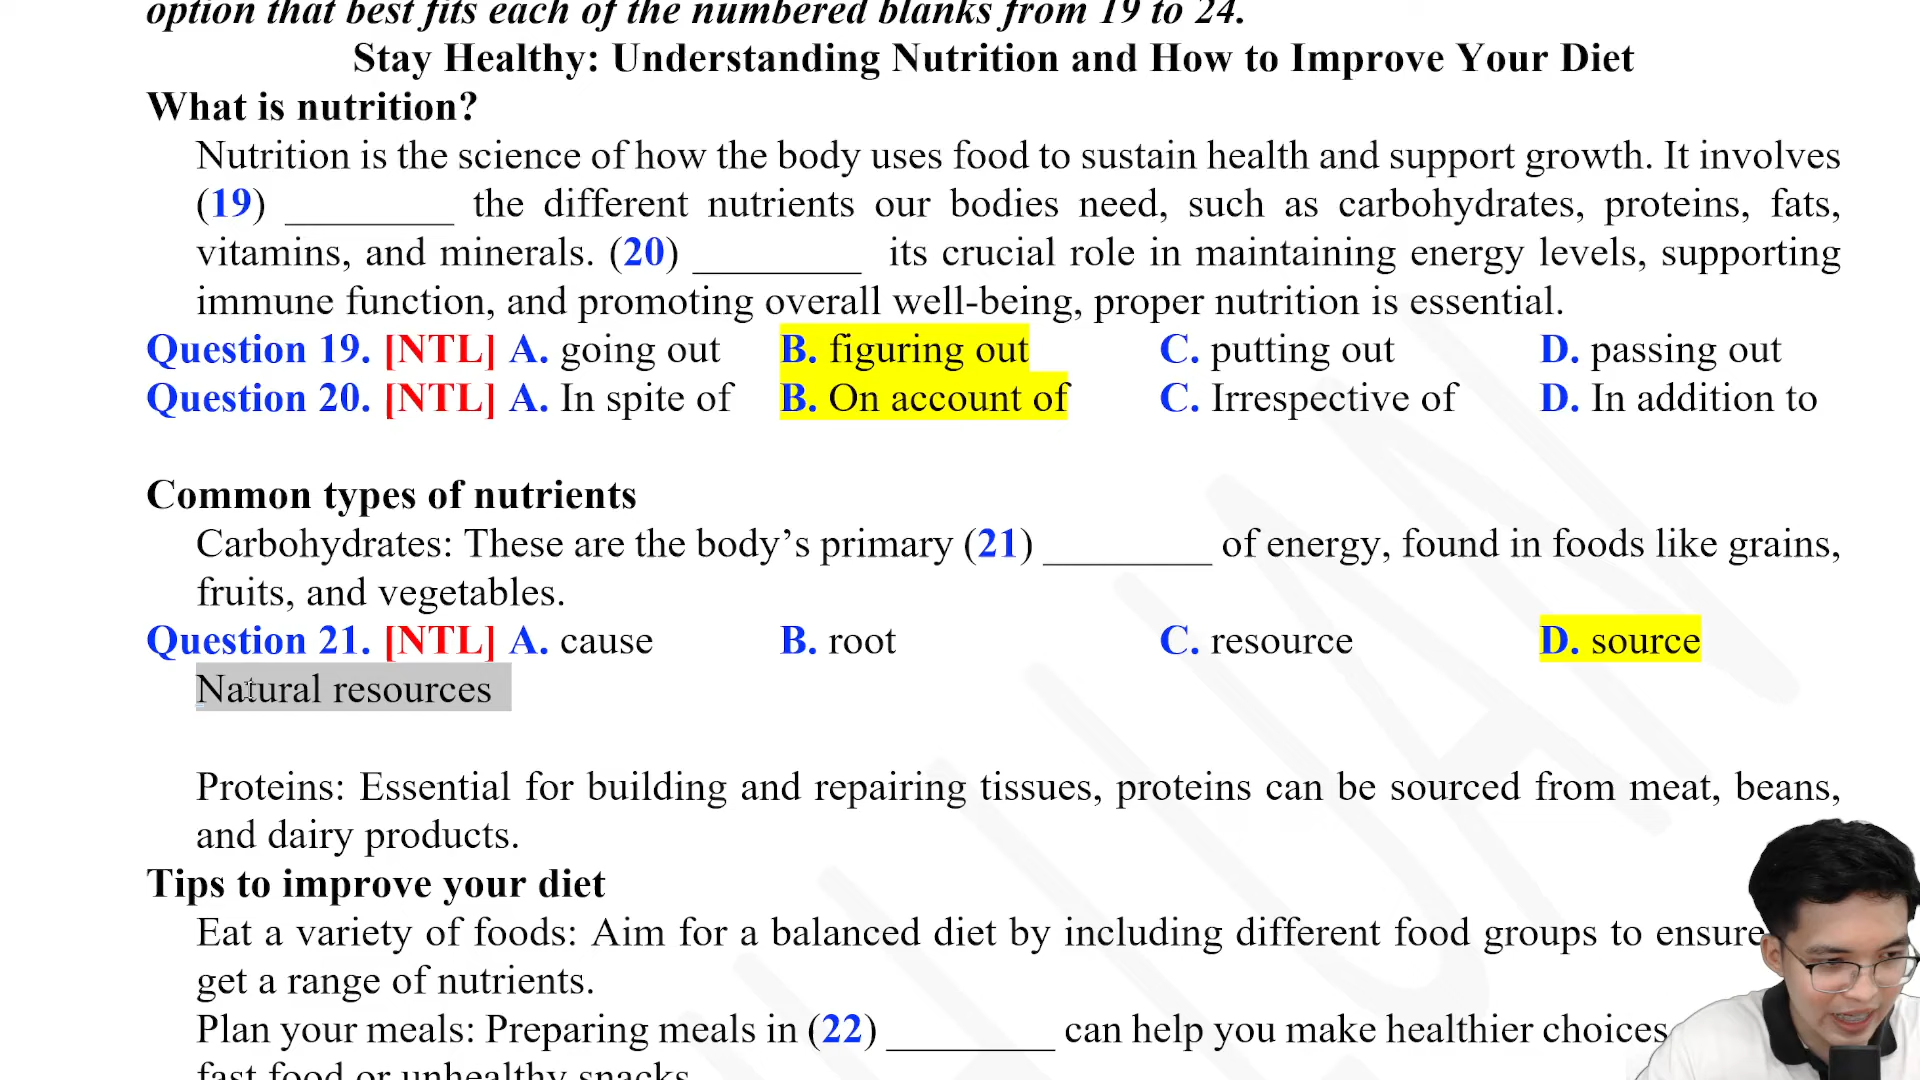 option that best fits each of the numbered blanks from 19 to 24.
Stay Healthy: Understanding Nutrition and How to Improve Your Diet
What is nutrition?
Nutrition is the science of how the body uses food to sustain health and support growth. It involves
(19) ________ the different nutrients our bodies need, such as carbohydrates, proteins, fats,
vitamins, and minerals. (20) ________ its crucial role in maintaining energy levels, supporting
immune function, and promoting overall well-being, proper nutrition is essential.
Question 19. [NTL] A. going out B. figuring out C. putting out D. passing out
Question 20. [NTL] A. In spite of B. On account of C. Irrespective of D. In addition to
Common types of nutrients
Carbohydrates: These are the body’s primary (21) ________ of energy, found in foods like grains,
fruits, and vegetables.
Question 21. [NTL] A. cause B. root C. resource D. source
Natural resources
Proteins: Essential for building and repairing tissues, proteins can be sourced from meat, beans,
and dairy products.
Tips to improve your diet
Eat a variety of foods: Aim for a balanced diet by including different food groups to ensure
get a range of nutrients.
Plan your meals: Preparing meals in (22) ________ can help you make healthier choices
fast food or unhealthy snacks.